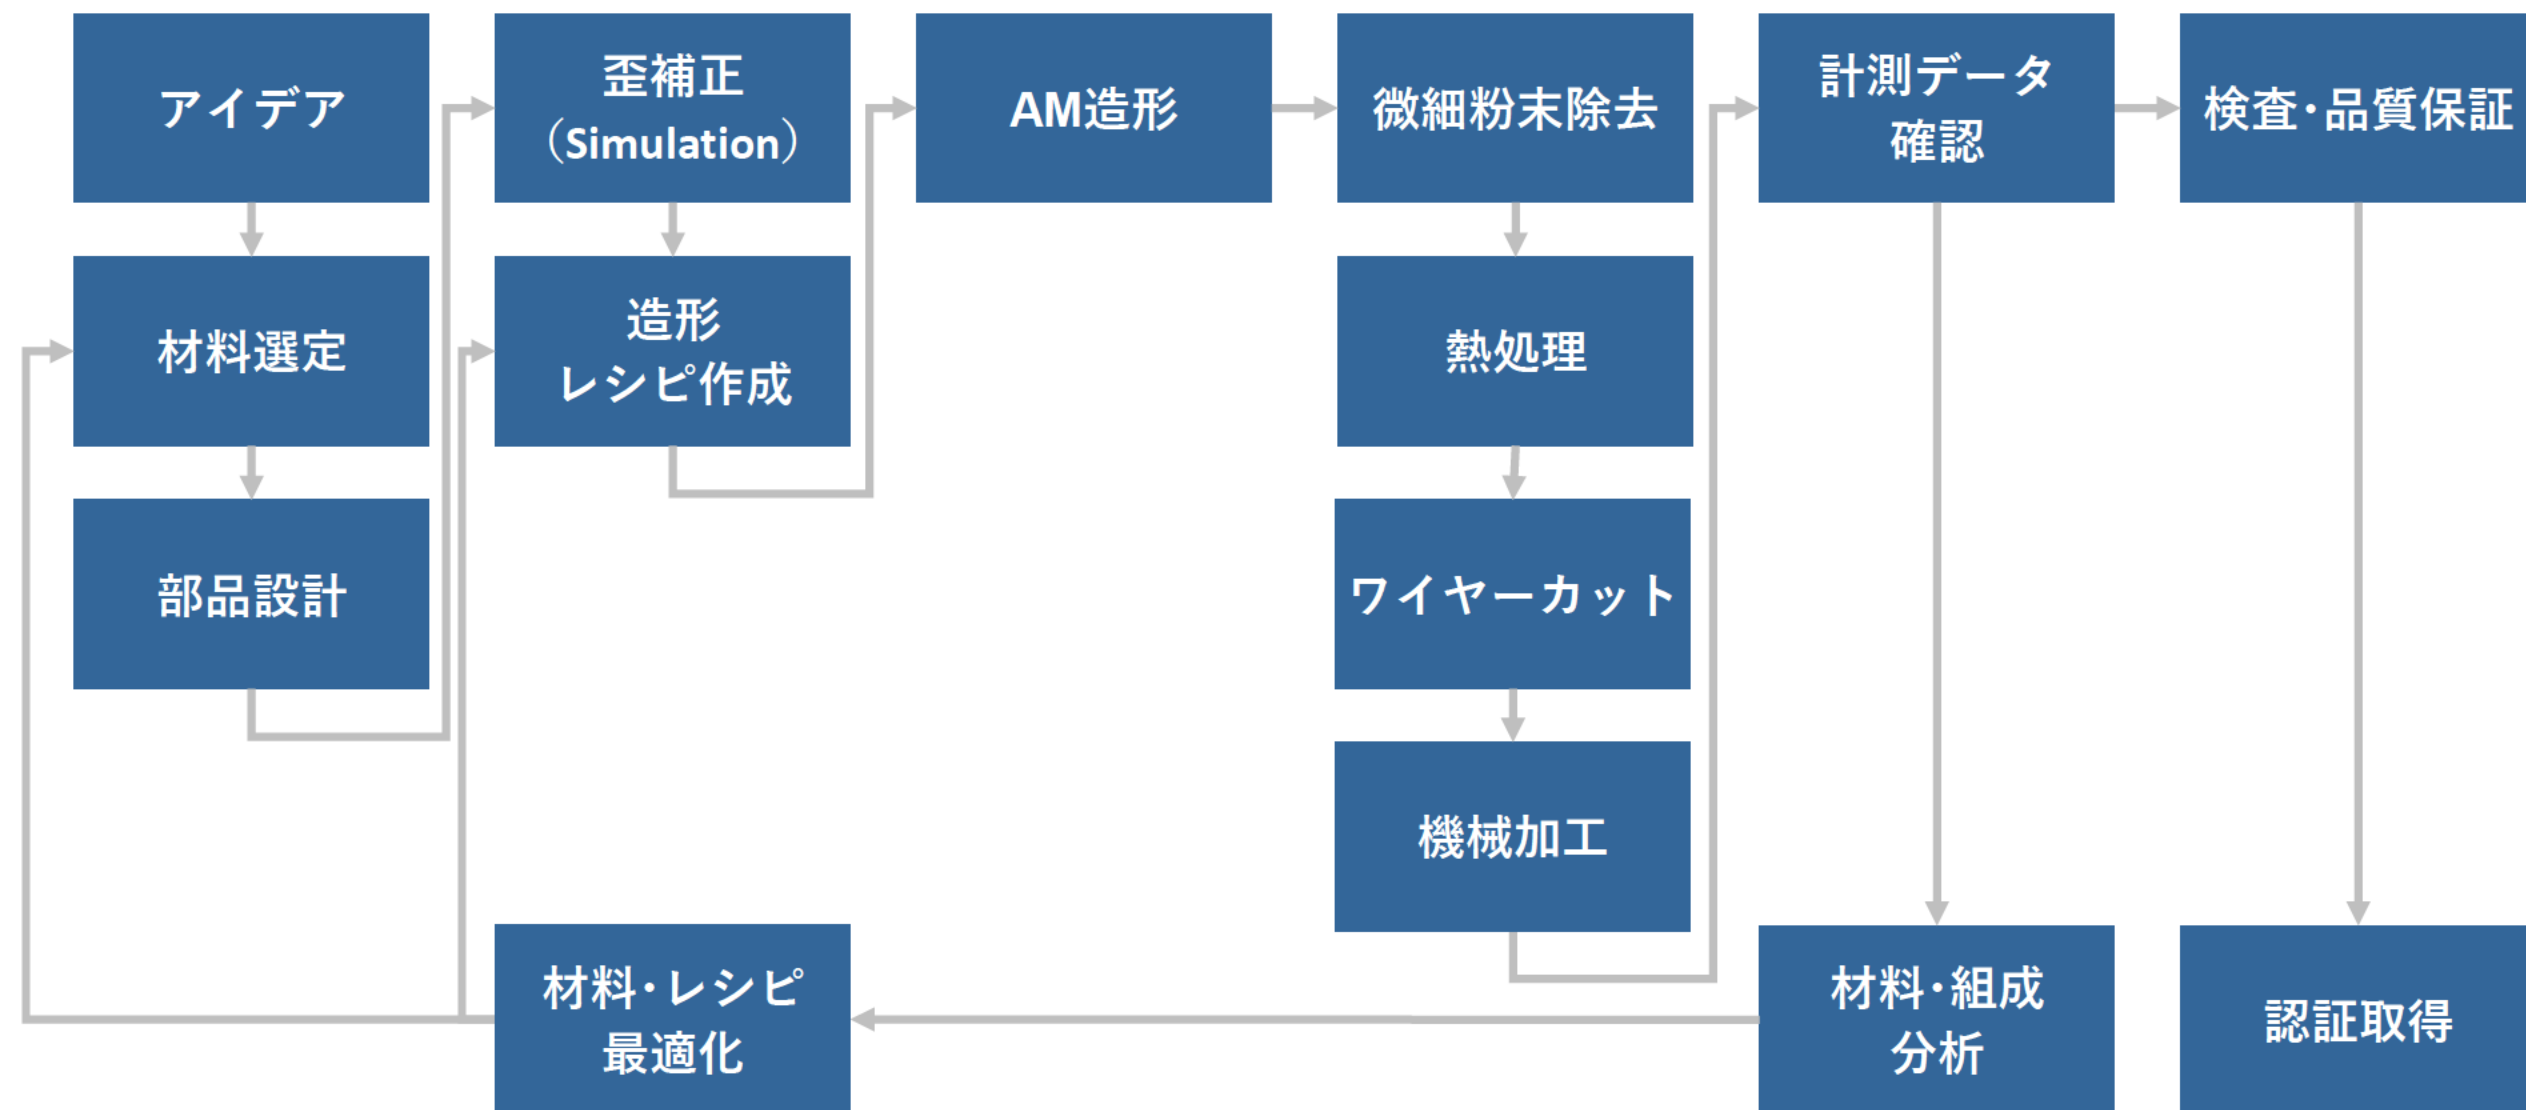 アイデア
材料選定
部品設計
歪補正
（Simulation）
造形
レシピ作成
AM造形
微細粉末除去
熱処理
ワイヤーカット
機械加工
計測データ
確認
検査・品質保証
材料・レシピ
最適化
材料・組成
分析
認証取得